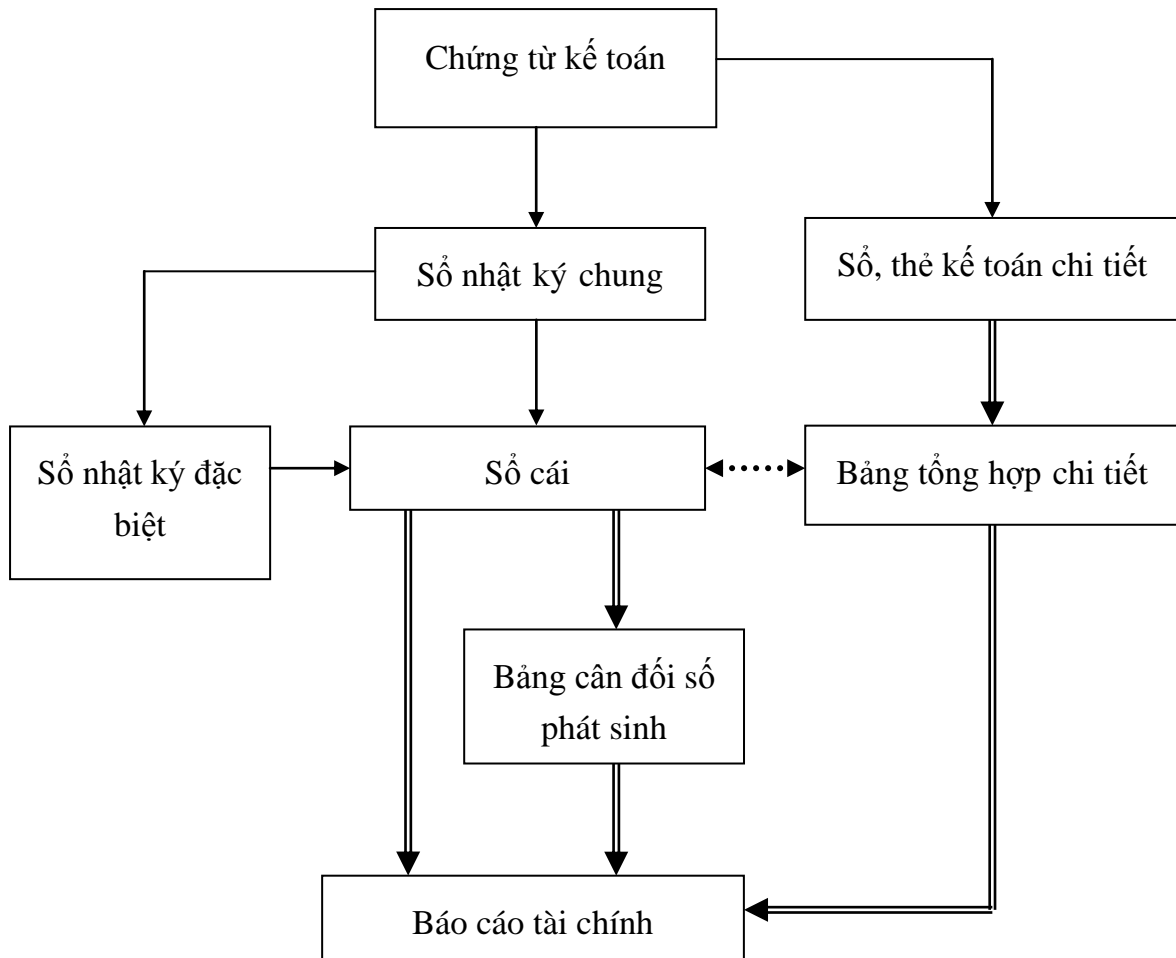 Chứng từ kế toán
Sổ nhật ký chung
Sổ, thẻ kế toán chi tiết
Sổ nhật ký đặc
biệt
Sổ cái
Bảng tổng hợp chi tiết
Bảng cân đối số
phát sinh
Báo cáo tài chính